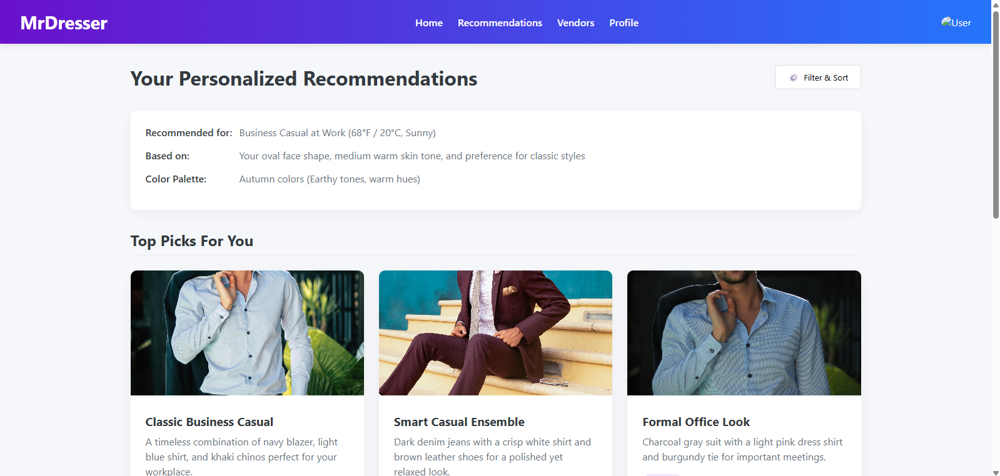 MrDresser
Home Recommendations Vendors Profile
User
Your Personalized Recommendations
Filter & Sort
Recommended for: Business Casual at Work (68°F / 20°C, Sunny)
Based on: Your oval face shape, medium warm skin tone, and preference for classic styles
Color Palette: Autumn colors (Earthy tones, warm hues)
Top Picks For You
Classic Business Casual
A timeless combination of navy blazer, light
blue shirt, and khaki chinos perfect for your
workplace.
Smart Casual Ensemble
Dark denim jeans with a crisp white shirt and
brown leather shoes for a polished yet
relaxed look.
Formal Office Look
Charcoal gray suit with a light pink dress shirt
and burgundy tie for important meetings.